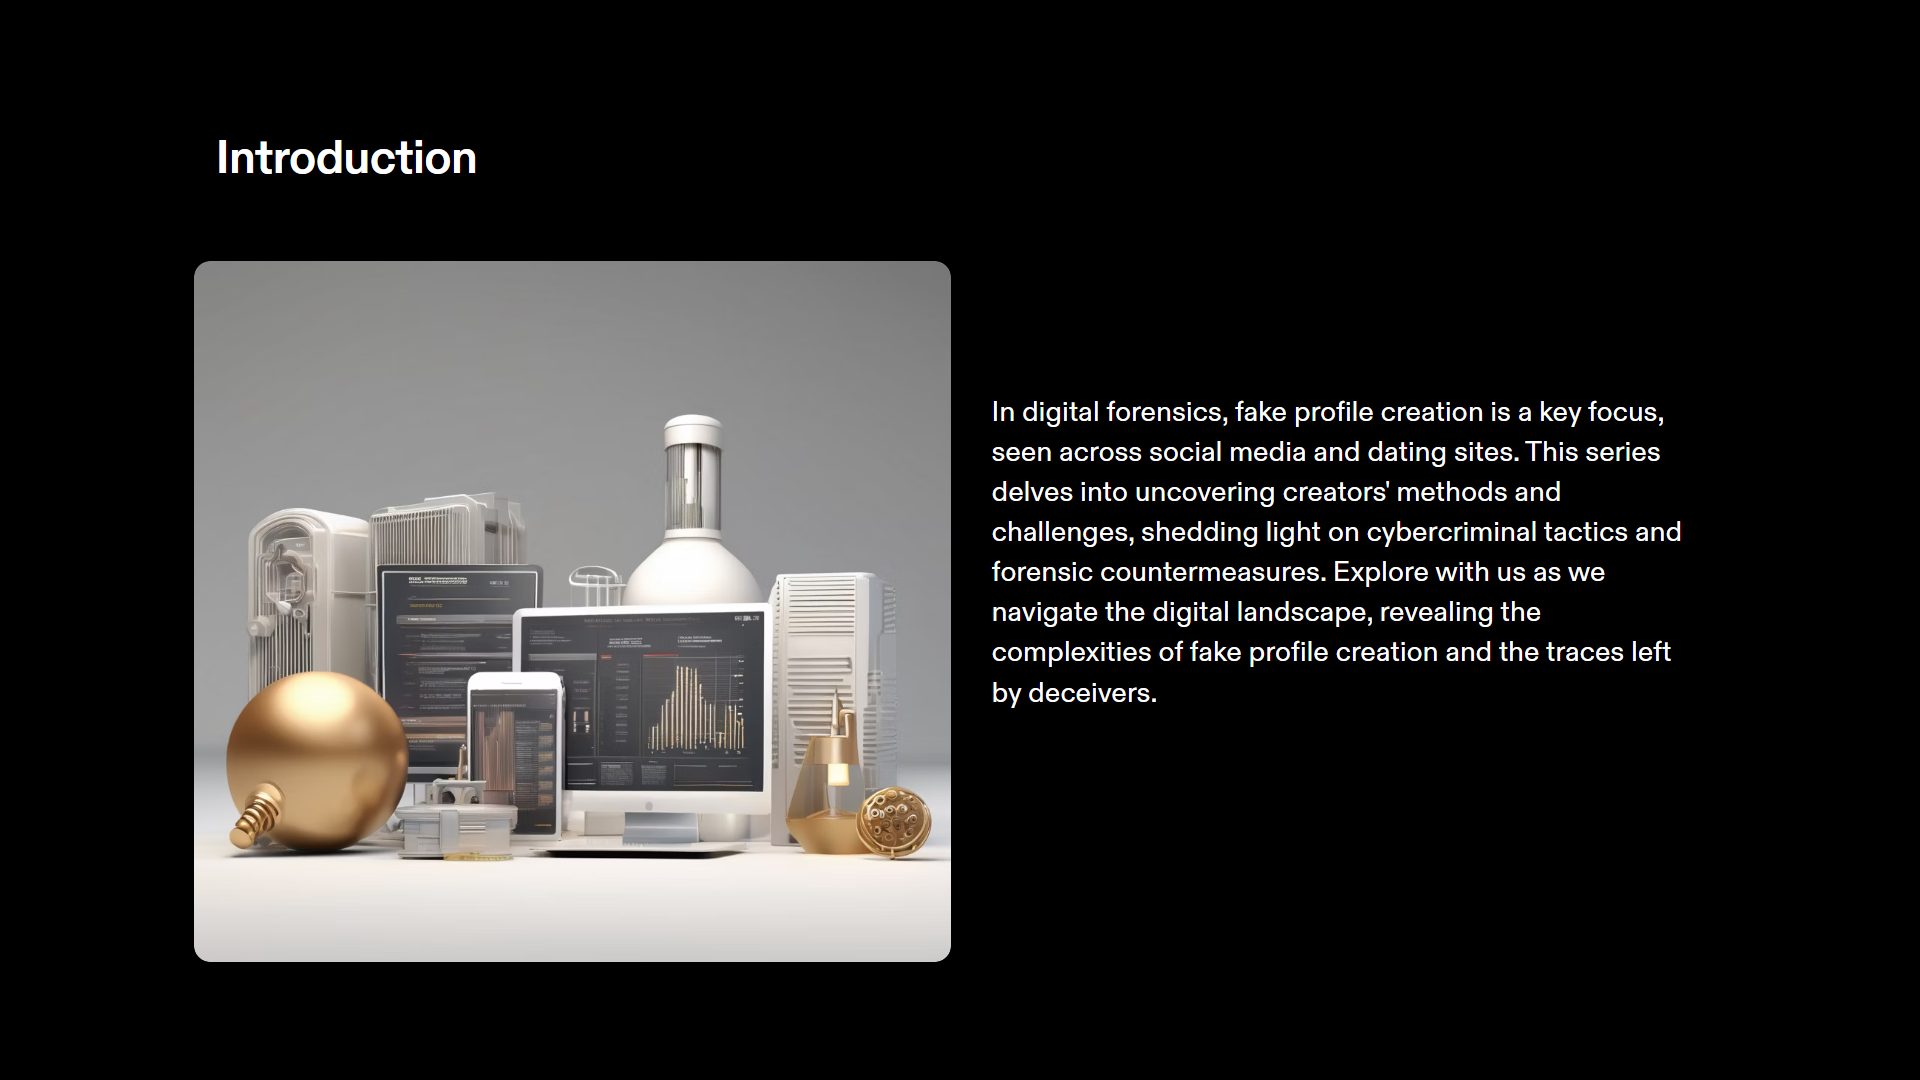 Introduction
In digital forensics, fake profile creation is a key focus,
seen across social media and dating sites. This series
delves into uncovering creators' methods and
challenges, shedding light on cybercriminal tactics and
forensic countermeasures. Explore with us as we
navigate the digital landscape, revealing the
complexities of fake profile creation and the traces left
by deceivers.